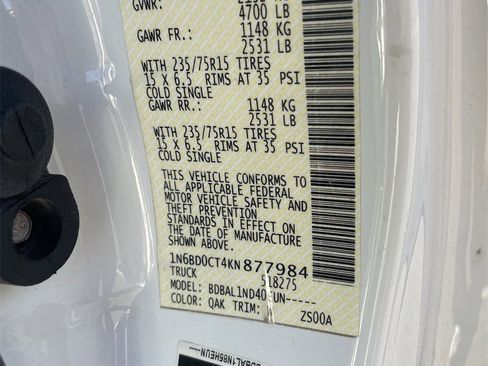 GVWR:
4700 LB
GAWR FR.: 1148 KG
2531 LB
WITH 235/75R15 TIRES
15 X 6.5 RIMS AT 35 PSI
COLD SINGLE
GAWR RR.: 1148 KG
2531 LB
WITH 235/75R15 TIRES
15 X 6.5 RIMS AT 35 PSI
COLD SINGLE
THIS VEHICLE CONFORMS TO
ALL APPLICABLE FEDERAL
MOTOR VEHICLE SAFETY AND
THEFT PREVENTION
STANDARDS IN EFFECT ON
THE DATE OF MANUFACTURE
SHOWN ABOVE.
1N6BD0CT4KN877984
TRUCK 518275
MODEL: UN-----
COLOR: QAK TRIM: ZS00A